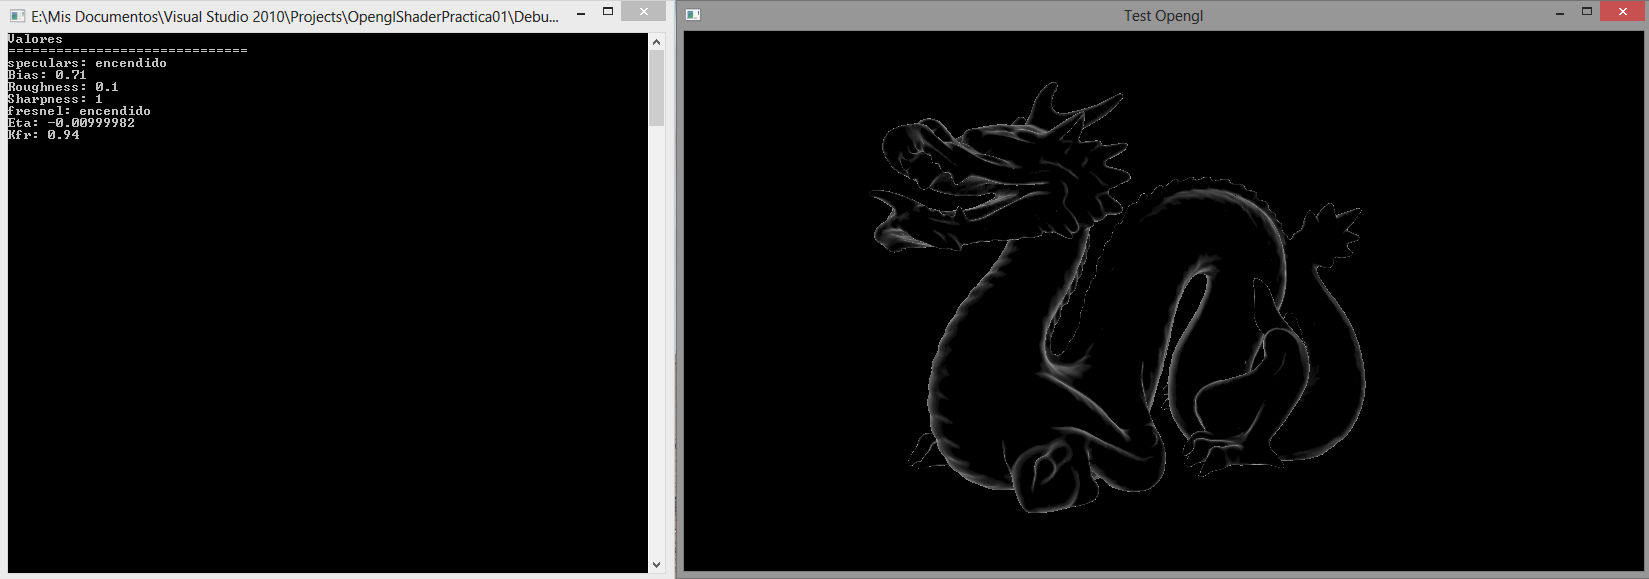 E:\Mis Documentos\Visual Studio 2010\Projects\OpenglShaderPractica01\Debu...
Valores
==============================
speculars: encendido
Bias: 0.71
Roughness: 0.1
Sharpness: 1
fresnel: encendido
Eta: -0.00999982
Kfr: 0.94
Test Opengl